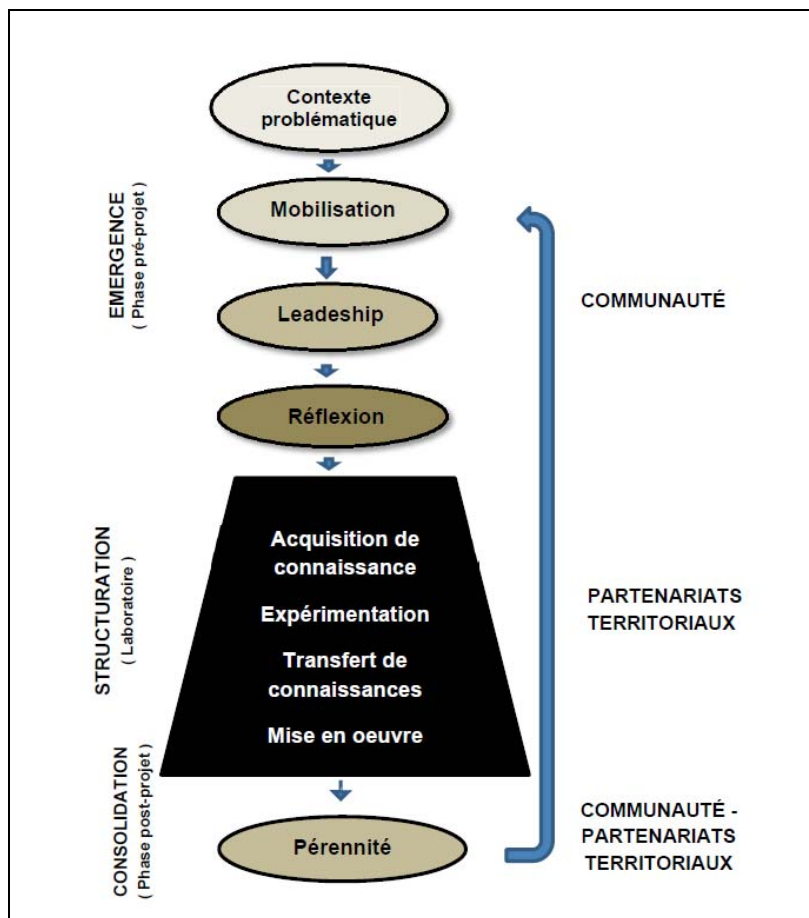 Contexte
problématique
Mobilisation
EMERGENCE
( Phase pré-projet )
COMMUNAUTÉ
Leadeship
Réflexion
Acquisition de
connaissance
Expérimentation
Transfert de
connaissances
Mise en oeuvre
STRUCTURATION
( Laboratoire )
PARTENARIATS
TERRITORIAUX
Pérennité
CONSOLIDATION
( Phase post-projet )
COMMUNAUTÉ -
PARTENARIATS
TERRITORIAUX